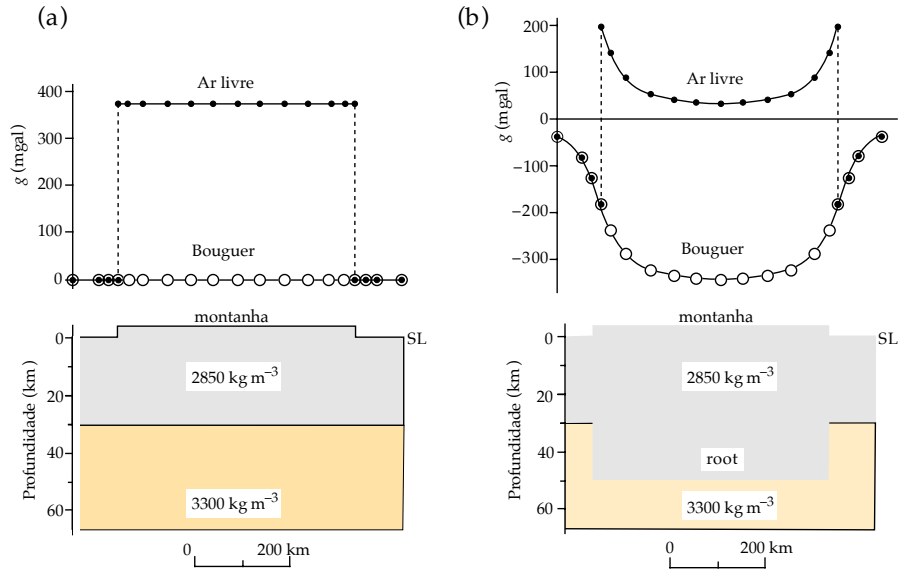 (a)
400
300
200
100
0
g (mgal)
Ar livre
Bouguer
montanha
SL
0
20
40
60
Profundidade (km)
2850 kg m⁻³
3300 kg m⁻³
0 200 km
(b)
200
100
0
−100
−200
−300
g (mgal)
Ar livre
Bouguer
montanha
SL
0
20
40
60
Profundidade (km)
2850 kg m⁻³
root
3300 kg m⁻³
0 200 km